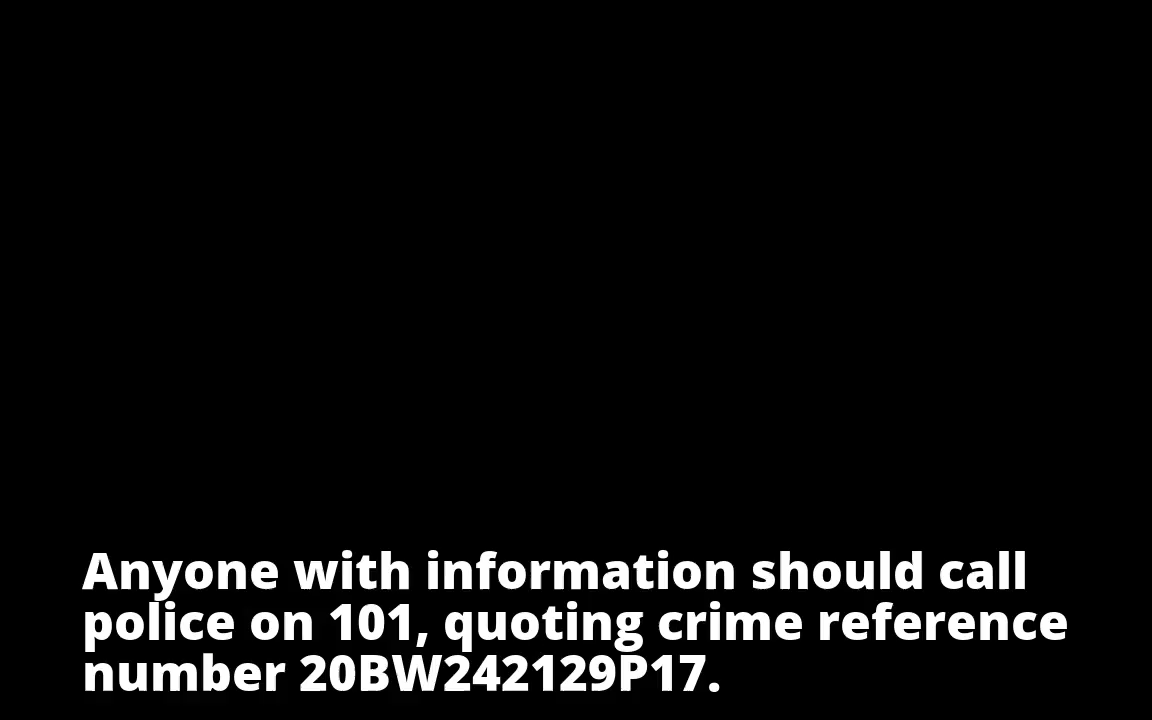 Anyone with information should call
police on 101, quoting crime reference
number 20BW242129P17.